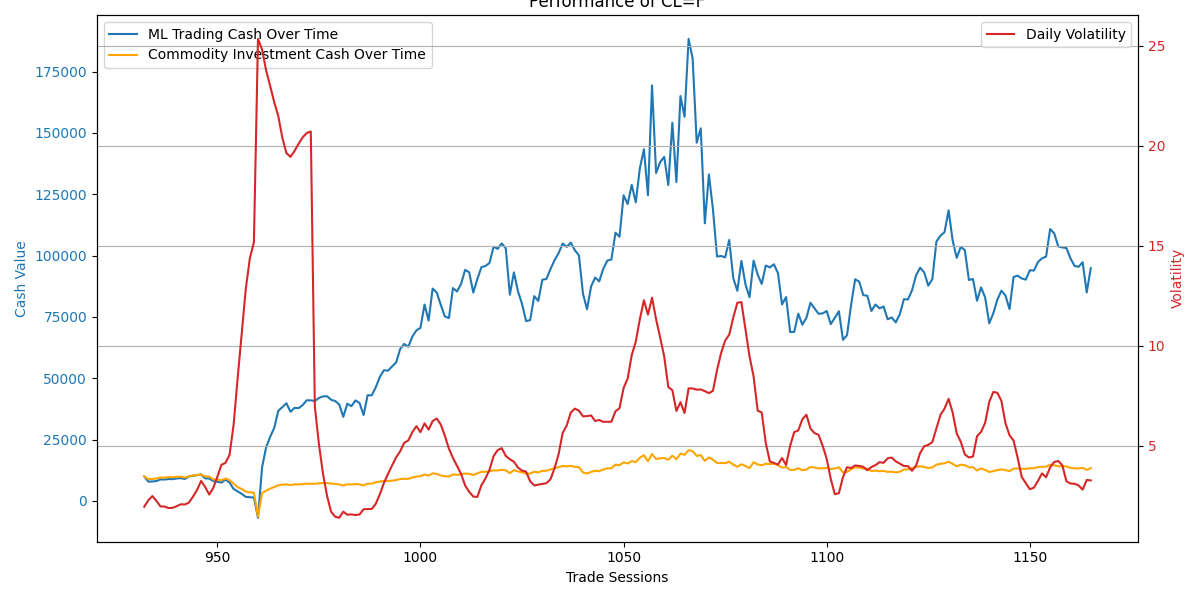 Performance of CL=F
ML Trading Cash Over Time
Commodity Investment Cash Over Time
Daily Volatility
175000
150000
125000
100000
75000
50000
25000
0
Cash Value
25
20
15
10
5
Volatility
950
1000
1050
1100
1150
Trade Sessions